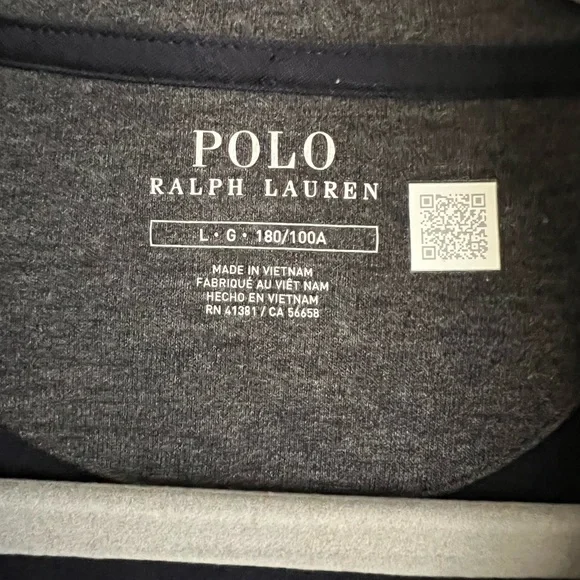 POLO
RALPH LAUREN
L • G • 180/100A
MADE IN VIETNAM
FABRIQUÉ AU VIÊT NAM
HECHO EN VIETNAM
RN 41381 / CA 56658